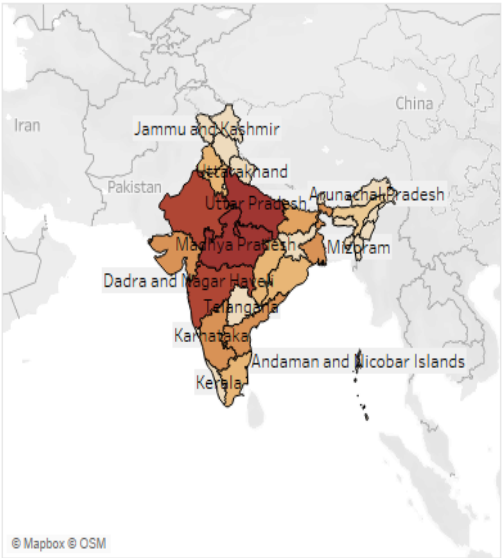 China
Iran
Jammu and Kashmir
Uttarakhand
Pakistan
Arunachal Pradesh
Uttar Pradesh
Madhya Pradesh
Mizoram
Dadra and Nagar Haveli
Telangana
Karnataka
Andaman and Nicobar Islands
Kerala
© Mapbox © OSM